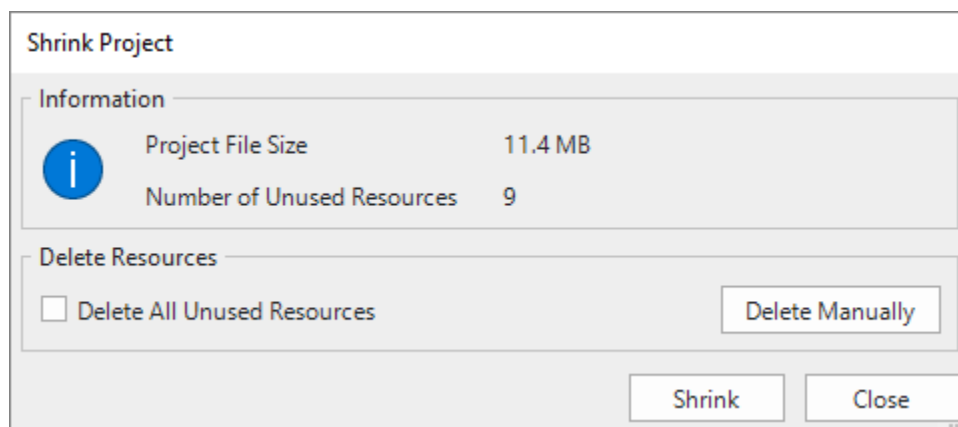 Shrink Project
Information
Project File Size 11.4 MB
Number of Unused Resources 9
Delete Resources
Delete All Unused Resources Delete Manually
Shrink Close